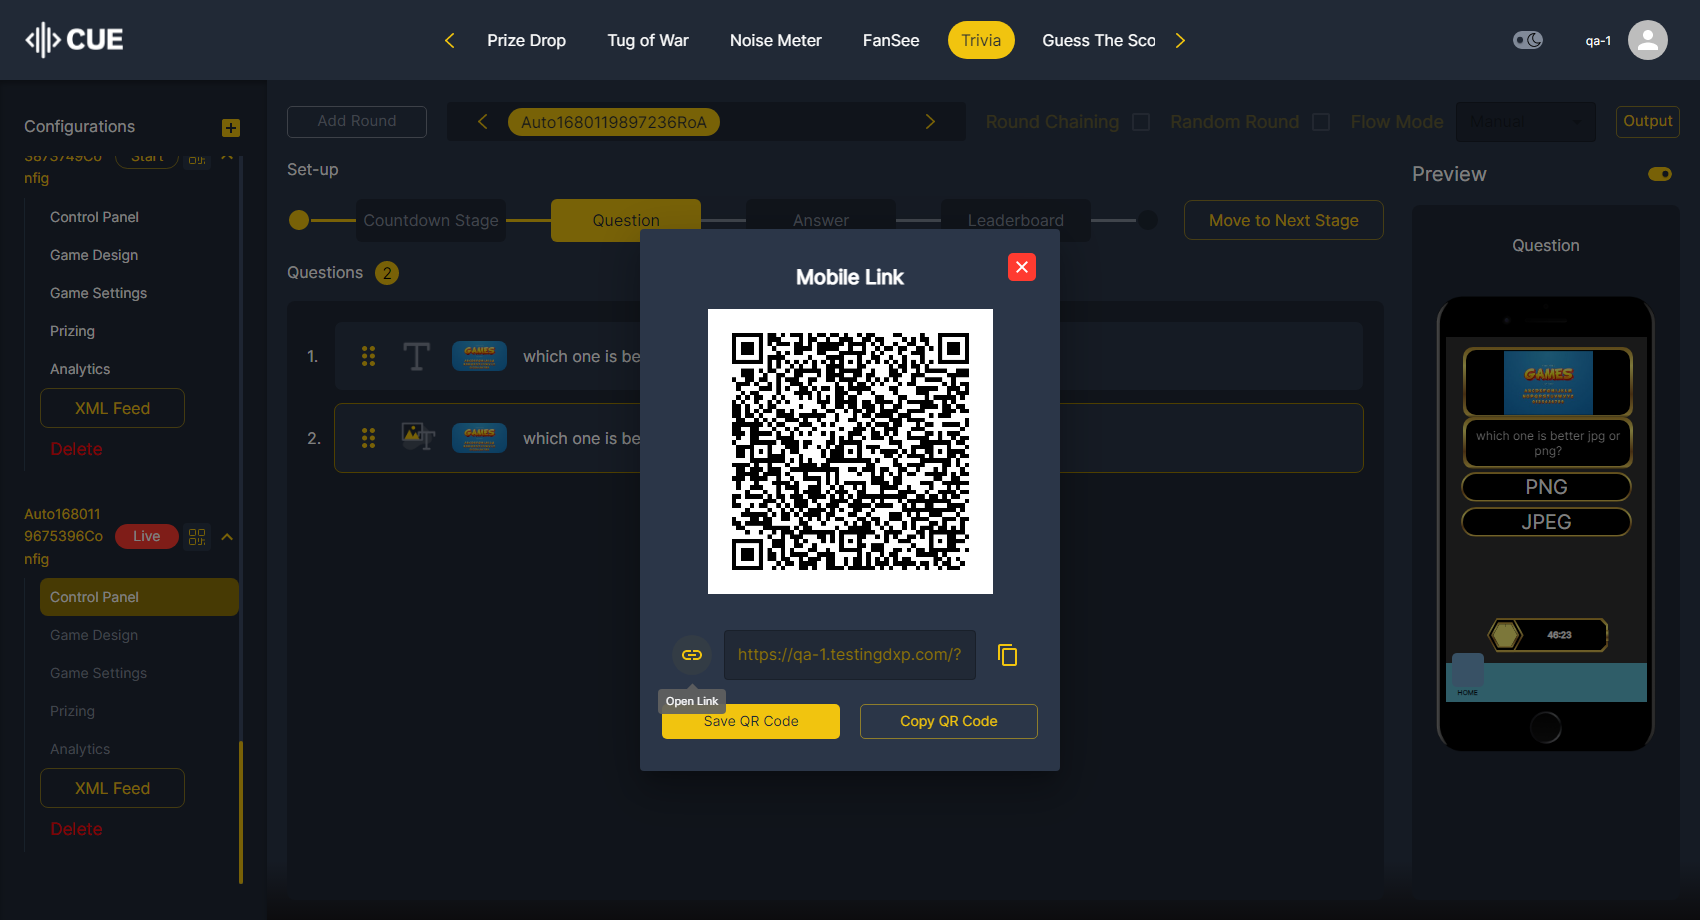 CUE
Prize Drop
Tug of War
Noise Meter
FanSee
Trivia
Guess The Sco
qa-1
Configurations
3873749Co
nfig
Start
Control Panel
Game Design
Game Settings
Prizing
Analytics
XML Feed
Delete
Auto168011
9675396Co
nfig
Live
Control Panel
Game Design
Game Settings
Prizing
Analytics
XML Feed
Delete
Add Round
Auto1680119897236RoA
Round Chaining
Random Round
Flow Mode
Manual
Output
Set-up
Countdown Stage
Question
Answer
Leaderboard
Move to Next Stage
Questions 2
1.
GAMES
which one is be
2.
GAMES
which one is be
Mobile Link
https://qa-1.testingdxp.com/?
Open Link
Save QR Code
Copy QR Code
Preview
Question
GAMES
which one is better jpg or
png?
PNG
JPEG
46:23
HOME